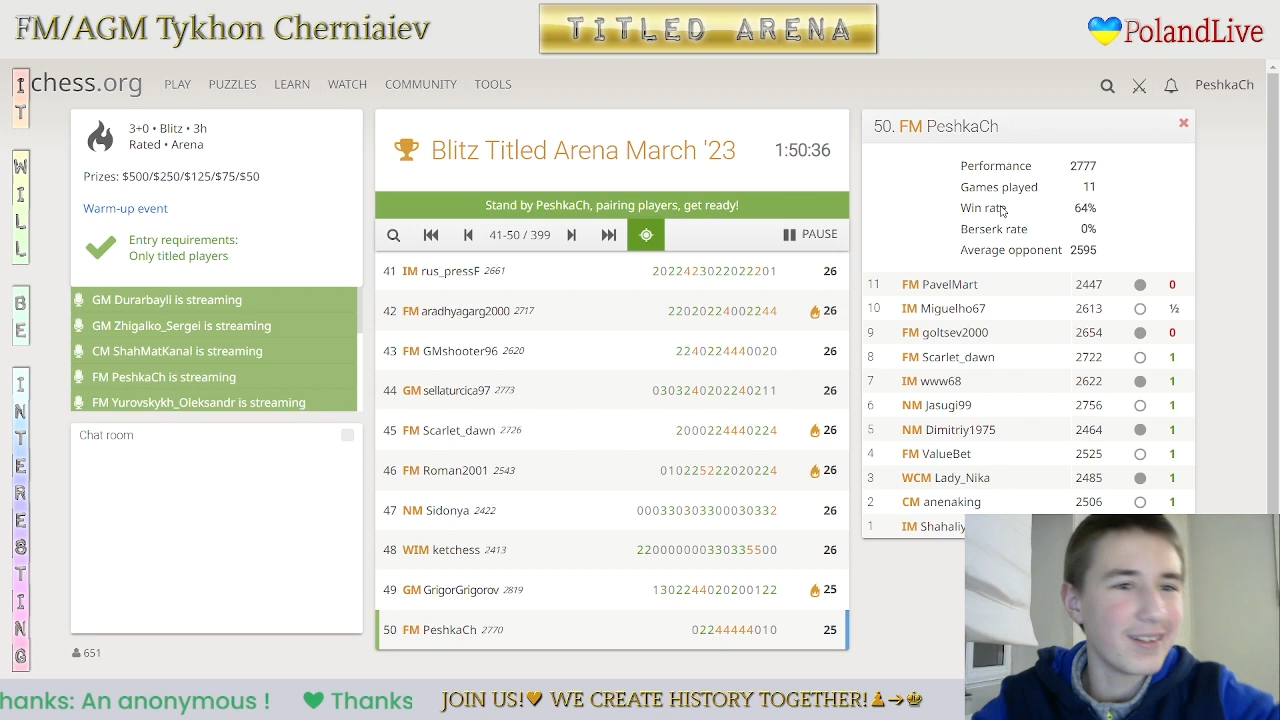 FM/AGM Tykhon Cherniaiev
TITLED ARENA
PolandLive
IT
WILL
BE
INTERE8TING
chess.org
PLAY PUZZLES LEARN WATCH COMMUNITY TOOLS
PeshkaCh
3+0 • Blitz • 3h
Rated • Arena
Prizes: $500/$250/$125/$75/$50
Warm-up event
Entry requirements:
Only titled players
GM Durarbayli is streaming
GM Zhigalko_Sergei is streaming
CM ShahMatKanal is streaming
FM PeshkaCh is streaming
FM Yurovskykh_Oleksandr is streaming
Chat room
651
Blitz Titled Arena March '23 1:50:36
Stand by PeshkaCh, pairing players, get ready!
41-50 / 399 PAUSE
41 IM rus_pressF 2661 2022423022022201 26
42 FM aradhyagarg2000 2717 22020224002244 26
43 FM GMshooter96 2620 2240224440020 26
44 GM sellaturcica97 2773 0303240202240211 26
45 FM Scarlet_dawn 2726 2000224440224 26
46 FM Roman2001 2543 010225222020224 26
47 NM Sidonya 2422 000330303300030332 26
48 WIM ketchess 2413 220000000330335500 26
49 GM GrigorGrigorov 2819 1302244020200122 25
50 FM PeshkaCh 2770 02244444010 25
50. FM PeshkaCh
Performance 2777
Games played 11
Win rate 64%
Berserk rate 0%
Average opponent 2595
11 FM PavelMart 2447 0
10 IM Miguelho67 2613 ½
9 FM goltsev2000 2654 0
8 FM Scarlet_dawn 2722 1
7 IM www68 2622 1
6 NM Jasugi99 2756 1
5 NM Dimitriy1975 2464 1
4 FM ValueBet 2525 1
3 WCM Lady_Nika 2485 1
2 CM anenaking 2506 1
1 IM Shahaliy
hanks: An anonymous ! Thanks
JOIN US! WE CREATE HISTORY TOGETHER!